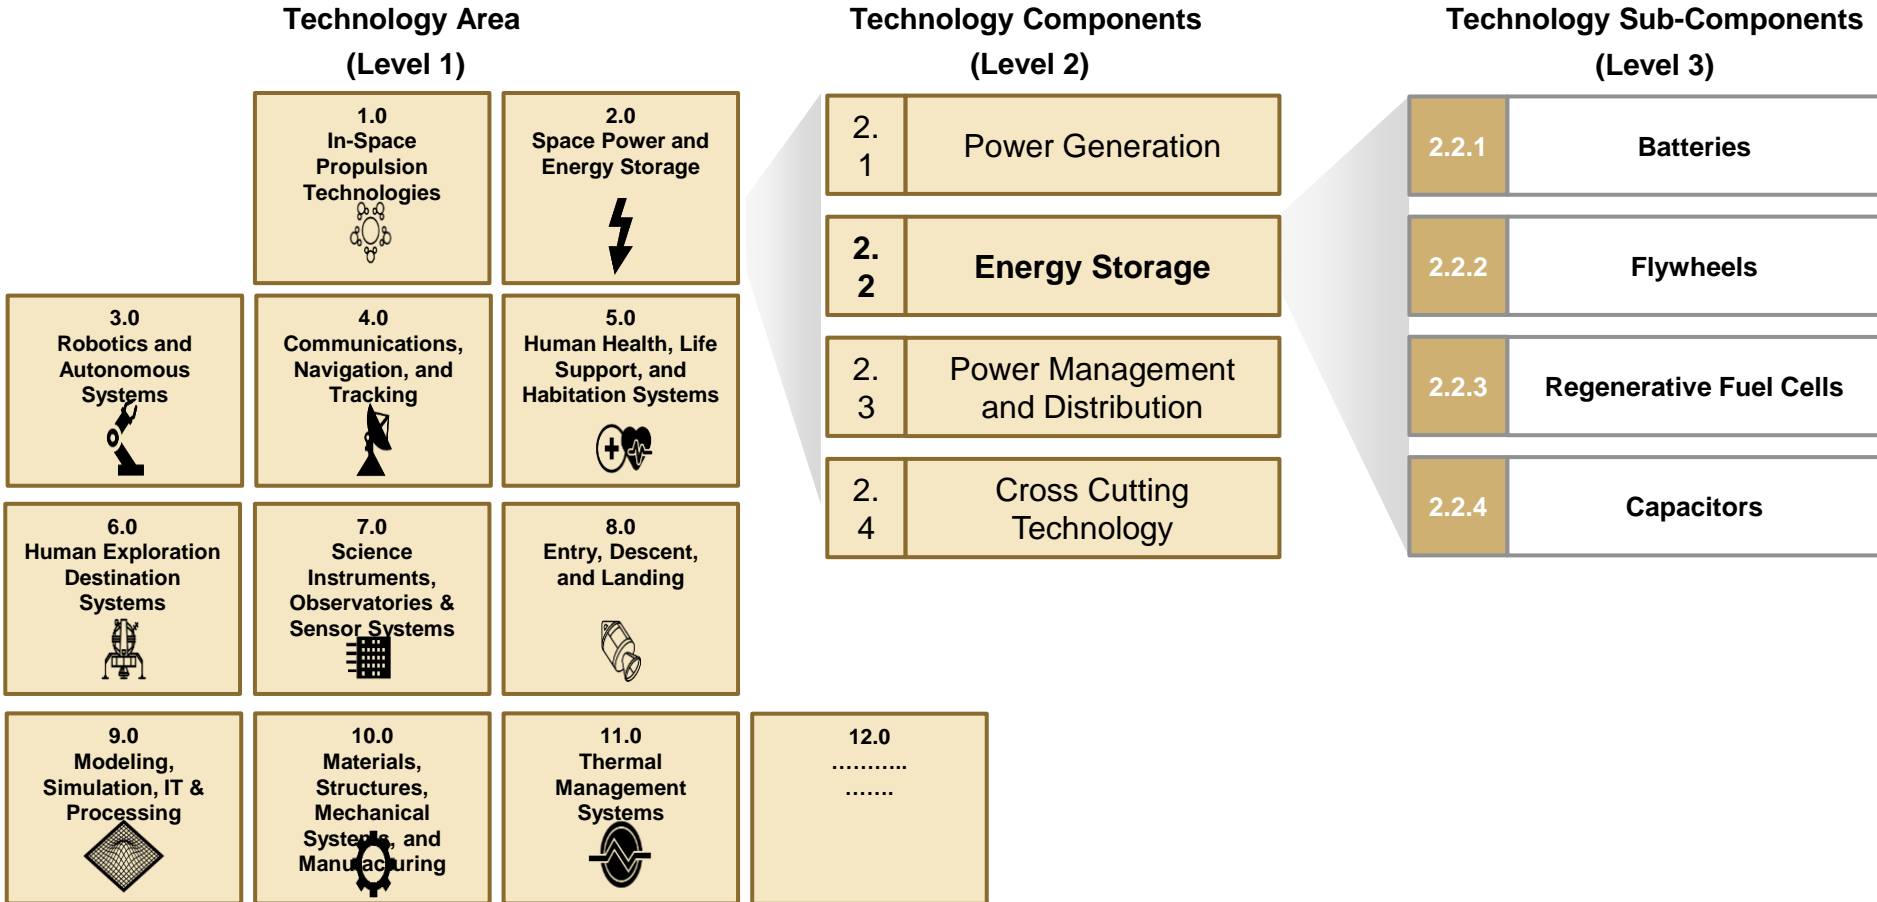 Technology Area
(Level 1)
Technology Components
(Level 2)
Technology Sub-Components
(Level 3)
1.0
In-Space
Propulsion
Technologies
2.0
Space Power and
Energy Storage
3.0
Robotics and
Autonomous
Systems
4.0
Communications,
Navigation, and
Tracking
5.0
Human Health, Life
Support, and
Habitation Systems
6.0
Human Exploration
Destination
Systems
7.0
Science
Instruments,
Observatories &
Sensor Systems
8.0
Entry, Descent,
and Landing
9.0
Modeling,
Simulation, IT &
Processing
10.0
Materials,
Structures,
Mechanical
Systems, and
Manufacturing
11.0
Thermal
Management
Systems
12.0
………..
…….
2.
1
Power Generation
2.
2
Energy Storage
2.
3
Power Management
and Distribution
2.
4
Cross Cutting
Technology
2.2.1
Batteries
2.2.2
Flywheels
2.2.3
Regenerative Fuel Cells
2.2.4
Capacitors